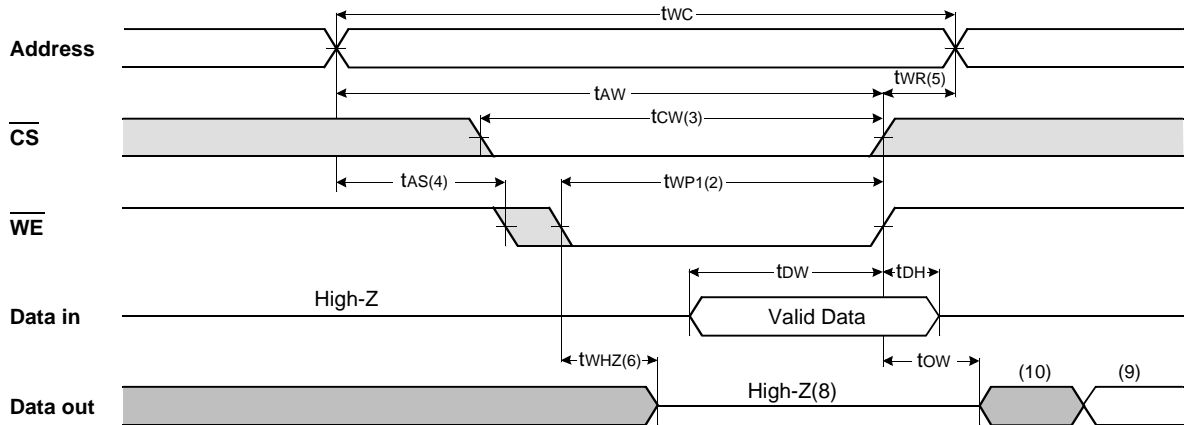 tWC
Address
tWR(5)
tAW
tCW(3)
CS
tAS(4)
tWP1(2)
WE
tDW
tDH
High-Z
Data in
Valid Data
tWHZ(6)
tOW
(10)
(9)
High-Z(8)
Data out